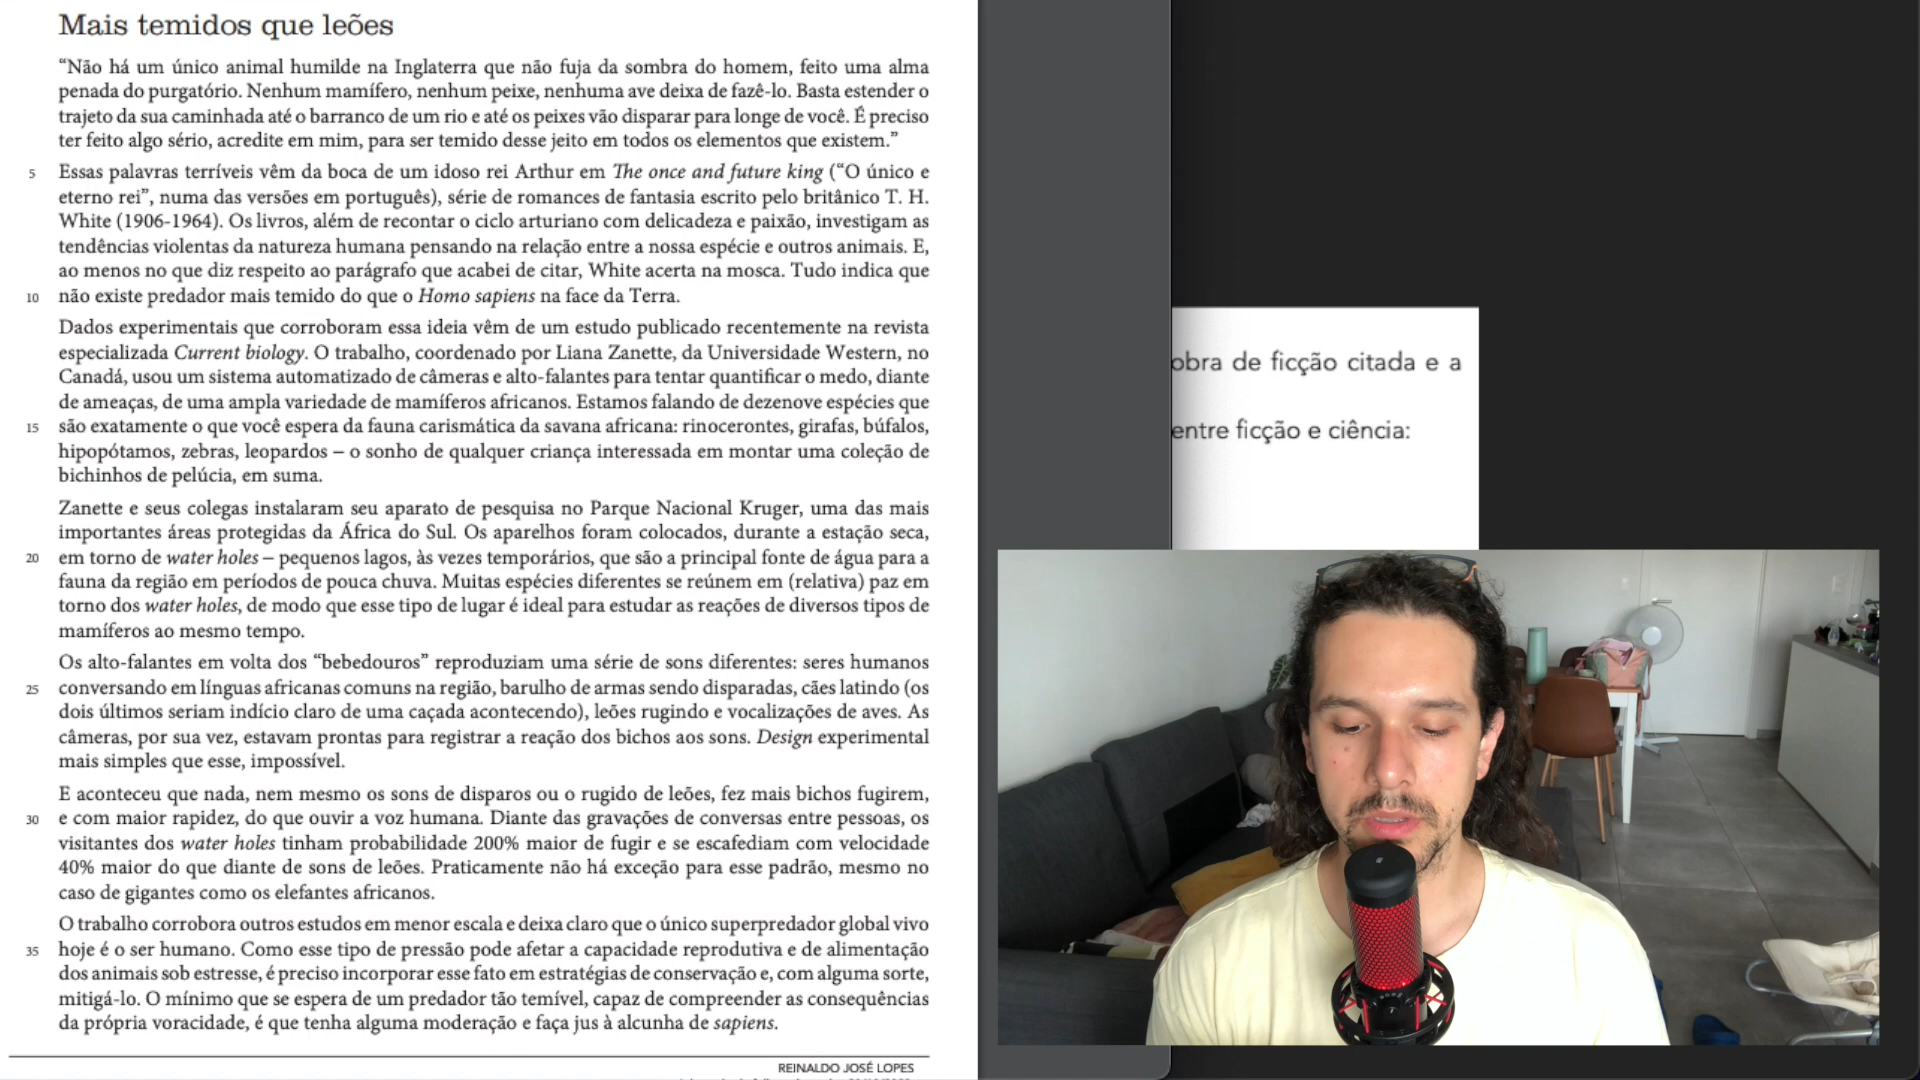 Mais temidos que leões
“Não há um único animal humilde na Inglaterra que não fuja da sombra do homem, feito uma alma
penada do purgatório. Nenhum mamífero, nenhum peixe, nenhuma ave deixa de fazê-lo. Basta estender o
trajeto da sua caminhada até o barranco de um rio e até os peixes vão disparar para longe de você. É preciso
ter feito algo sério, acredite em mim, para ser temido desse jeito em todos os elementos que existem.”
5 Essas palavras terríveis vêm da boca de um idoso rei Arthur em The once and future king (“O único e
eterno rei”, numa das versões em português), série de romances de fantasia escrito pelo britânico T. H.
White (1906-1964). Os livros, além de recontar o ciclo arturiano com delicadeza e paixão, investigam as
tendências violentas da natureza humana pensando na relação entre a nossa espécie e outros animais. E,
ao menos no que diz respeito ao parágrafo que acabei de citar, White acerta na mosca. Tudo indica que
10 não existe predador mais temido do que o Homo sapiens na face da Terra.
Dados experimentais que corroboram essa ideia vêm de um estudo publicado recentemente na revista
especializada Current biology. O trabalho, coordenado por Liana Zanette, da Universidade Western, no
Canadá, usou um sistema automatizado de câmeras e alto-falantes para tentar quantificar o medo, diante
de ameaças, de uma ampla variedade de mamíferos africanos. Estamos falando de dezenove espécies que
15 são exatamente o que você espera da fauna carismática da savana africana: rinocerontes, girafas, búfalos,
hipopótamos, zebras, leopardos – o sonho de qualquer criança interessada em montar uma coleção de
bichinhos de pelúcia, em suma.
Zanette e seus colegas instalaram seu aparato de pesquisa no Parque Nacional Kruger, uma das mais
importantes áreas protegidas da África do Sul. Os aparelhos foram colocados, durante a estação seca,
20 em torno de water holes – pequenos lagos, às vezes temporários, que são a principal fonte de água para a
fauna da região em períodos de pouca chuva. Muitas espécies diferentes se reúnem em (relativa) paz em
torno dos water holes, de modo que esse tipo de lugar é ideal para estudar as reações de diversos tipos de
mamíferos ao mesmo tempo.
Os alto-falantes em volta dos “bebedouros” reproduziam uma série de sons diferentes: seres humanos
25 conversando em línguas africanas comuns na região, barulho de armas sendo disparadas, cães latindo (os
dois últimos seriam indício claro de uma caçada acontecendo), leões rugindo e vocalizações de aves. As
câmeras, por sua vez, estavam prontas para registrar a reação dos bichos aos sons. Design experimental
mais simples que esse, impossível.
E aconteceu que nada, nem mesmo os sons de disparos ou o rugido de leões, fez mais bichos fugirem,
30 e com maior rapidez, do que ouvir a voz humana. Diante das gravações de conversas entre pessoas, os
visitantes dos water holes tinham probabilidade 200% maior de fugir e se escafediam com velocidade
40% maior do que diante de sons de leões. Praticamente não há exceção para esse padrão, mesmo no
caso de gigantes como os elefantes africanos.
O trabalho corrobora outros estudos em menor escala e deixa claro que o único superpredador global vivo
35 hoje é o ser humano. Como esse tipo de pressão pode afetar a capacidade reprodutiva e de alimentação
dos animais sob estresse, é preciso incorporar esse fato em estratégias de conservação e, com alguma sorte,
mitigá-lo. O mínimo que se espera de um predador tão temível, capaz de compreender as consequências
da própria voracidade, é que tenha alguma moderação e faça jus à alcunha de sapiens.
REINALDO JOSÉ LOPES
obra de ficção citada e a
entre ficção e ciência: